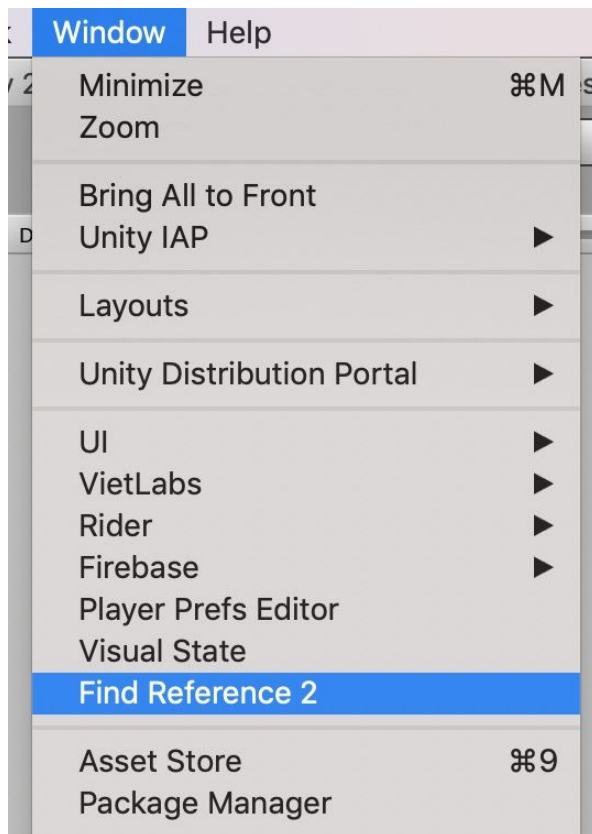 Window Help
Minimize ⌘M
Zoom
Bring All to Front
Unity IAP
Layouts
Unity Distribution Portal
UI
VietLabs
Rider
Firebase
Player Prefs Editor
Visual State
Find Reference 2
Asset Store ⌘9
Package Manager